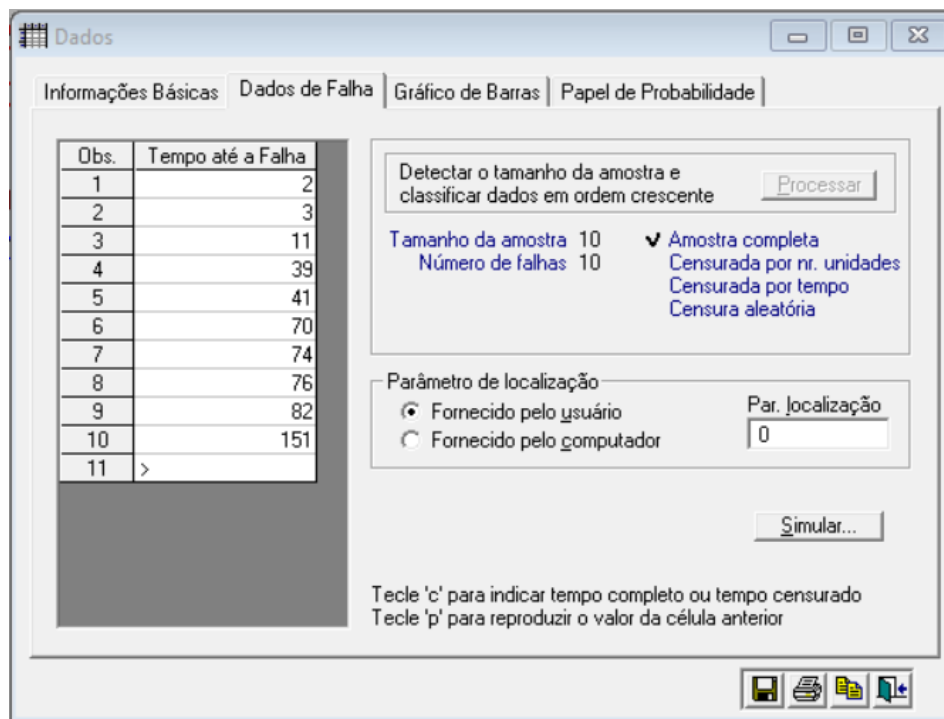 Dados
Informações Básicas Dados de Falha Gráfico de Barras Papel de Probabilidade
Obs. Tempo até a Falha
1 2
2 3
3 11
4 39
5 41
6 70
7 74
8 76
9 82
10 151
11 >
Detectar o tamanho da amostra e
classificar dados em ordem crescente
Processar
Tamanho da amostra 10
Número de falhas 10
Amostra completa
Censurada por nr. unidades
Censurada por tempo
Censura aleatória
Parâmetro de localização
Fornecido pelo usuário
Fornecido pelo computador
Par. localização
0
Simular...
Tecle 'c' para indicar tempo completo ou tempo censurado
Tecle 'p' para reproduzir o valor da célula anterior